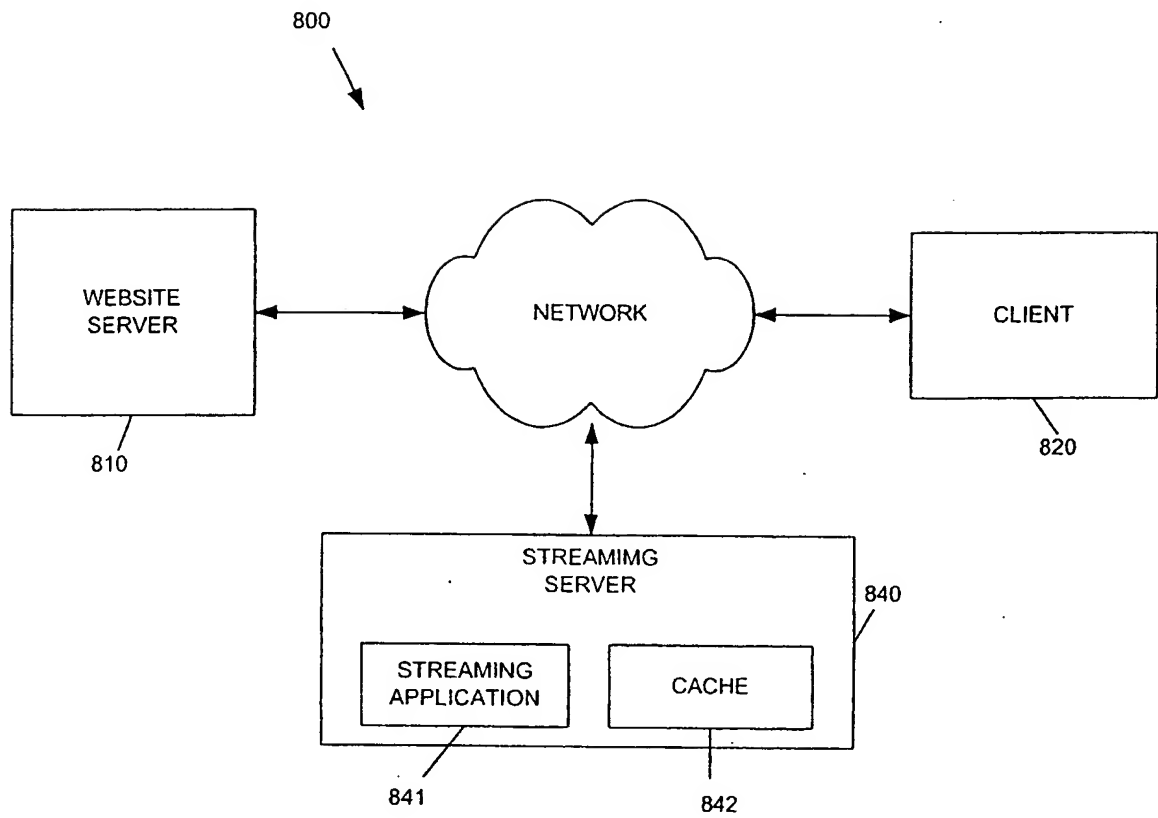 800
WEBSITE
SERVER
NETWORK
CLIENT
810
820
STREAMIMG
SERVER
840
STREAMING
APPLICATION
CACHE
841
842